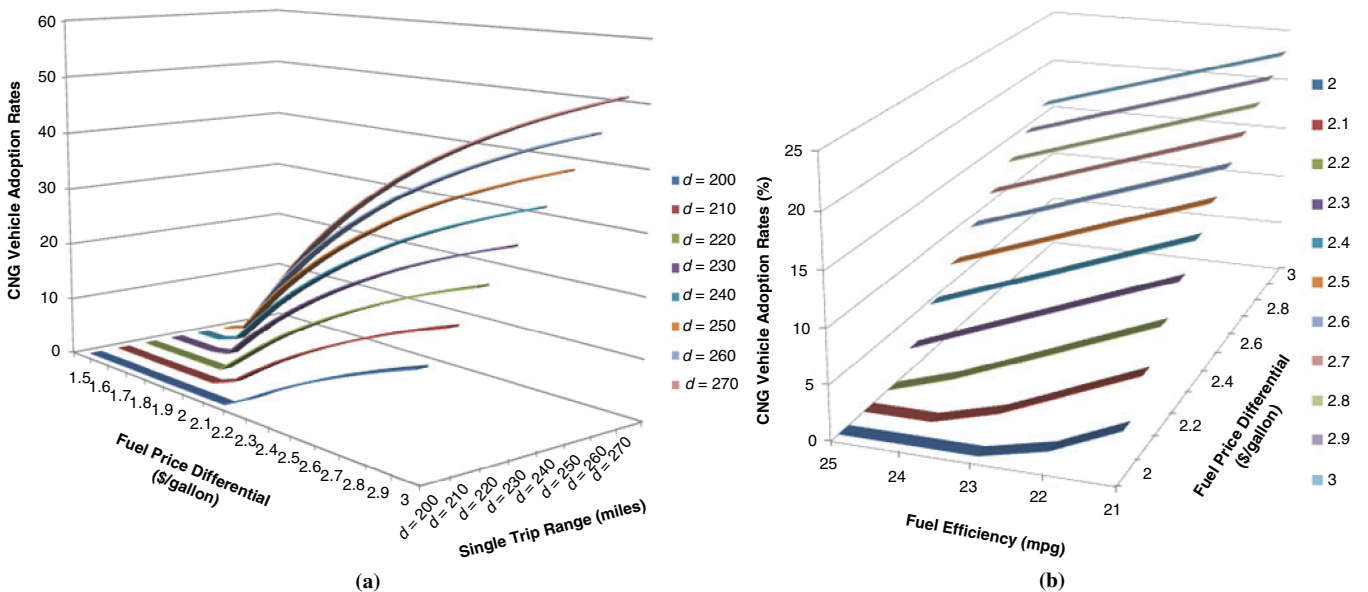 60
50
40
30
20
10
0
CNG Vehicle Adoption Rates
1.5
1.6
1.7
1.8
1.9
2
2.1
2.2
2.3
2.4
2.5
2.6
2.7
2.8
2.9
3
Fuel Price Differential
($/gallon)
d = 200
d = 210
d = 220
d = 230
d = 240
d = 250
d = 260
d = 270
Single Trip Range (miles)
d = 200
d = 210
d = 220
d = 230
d = 240
d = 250
d = 260
d = 270
(a)
25
20
15
10
5
0
CNG Vehicle Adoption Rates (%)
25
24
23
22
21
Fuel Efficiency (mpg)
2
2.2
2.4
2.6
2.8
3
Fuel Price Differential
($/gallon)
2
2.1
2.2
2.3
2.4
2.5
2.6
2.7
2.8
2.9
3
(b)